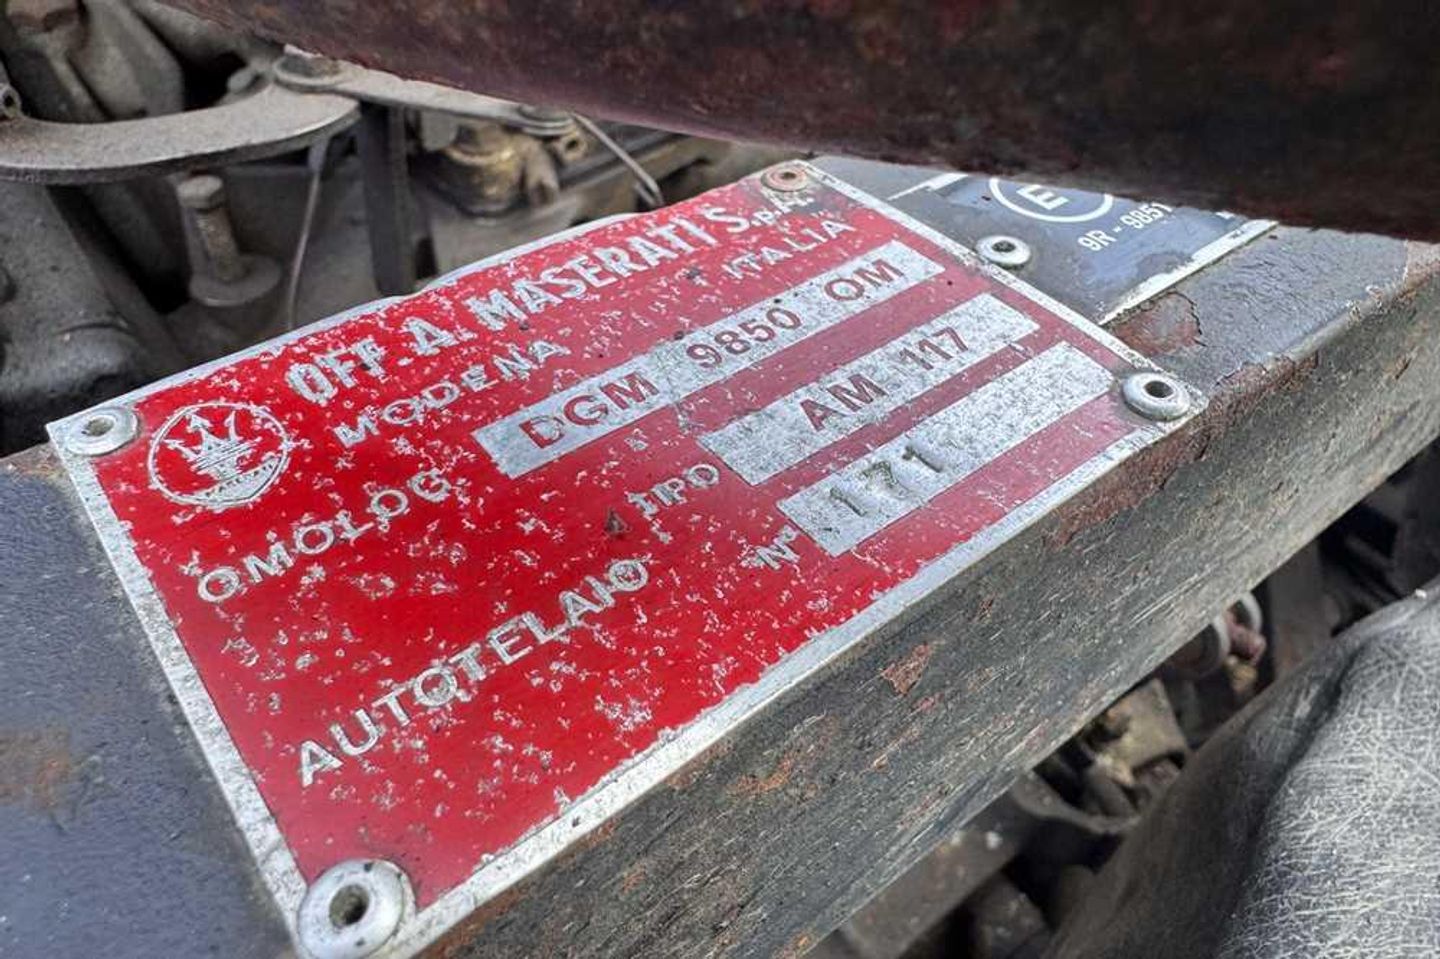 OFF. A. MASERATI S.p.A.
MODENA ITALIA
OMOLOG DGM 9850 OM
AUTOTELAIO TIPO AM 117
N° 171
E
9R - 9851